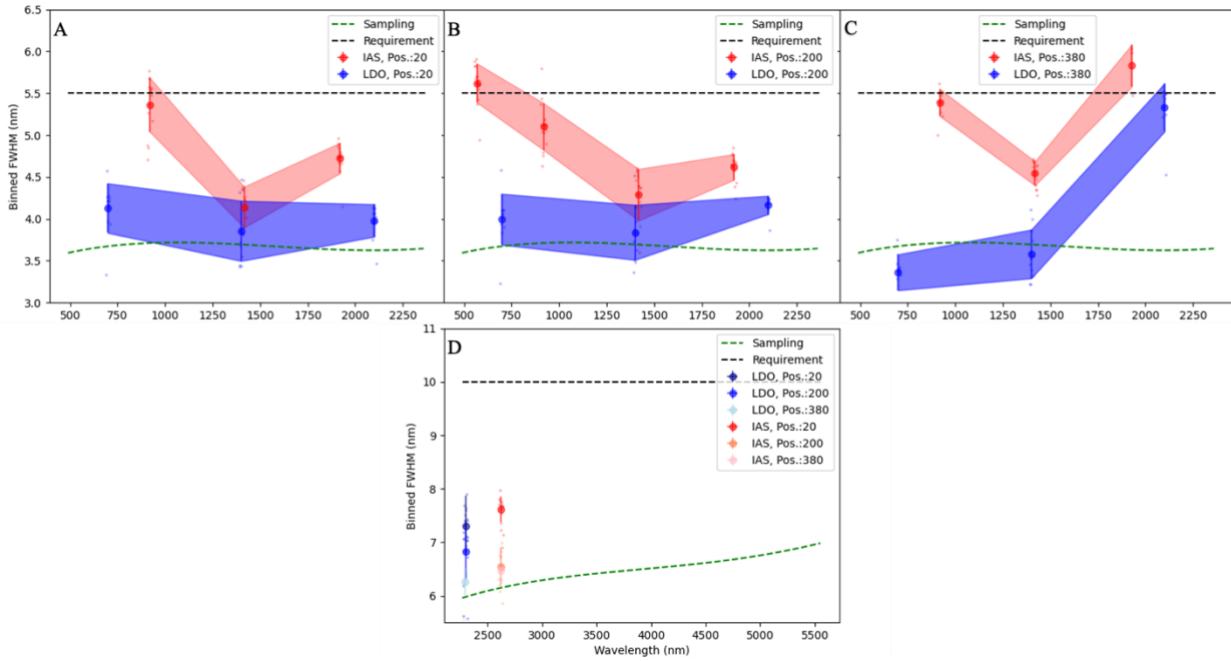 A
Sampling
Requirement
IAS, Pos.:20
LDO, Pos.:20
B
Sampling
Requirement
IAS, Pos.:200
LDO, Pos.:200
C
Sampling
Requirement
IAS, Pos.:380
LDO, Pos.:380
Binned FWHM (nm)
6.5
6.0
5.5
5.0
4.5
4.0
3.5
3.0
500 750 1000 1250 1500 1750 2000 2250
500 750 1000 1250 1500 1750 2000 2250
500 750 1000 1250 1500 1750 2000 2250
D
Sampling
Requirement
LDO, Pos.:20
LDO, Pos.:200
LDO, Pos.:380
IAS, Pos.:20
IAS, Pos.:200
IAS, Pos.:380
Binned FWHM (nm)
11
10
9
8
7
6
2500 3000 3500 4000 4500 5000 5500
Wavelength (nm)